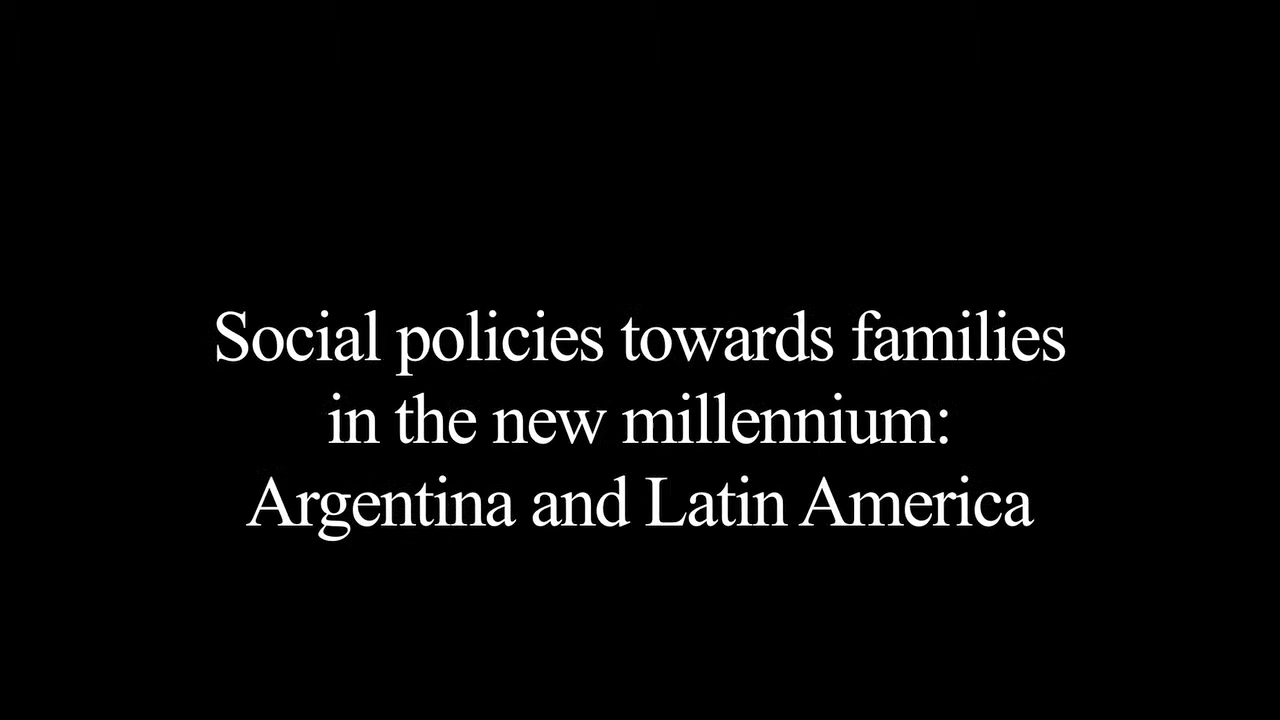 Social policies towards families
in the new millennium:
Argentina and Latin America